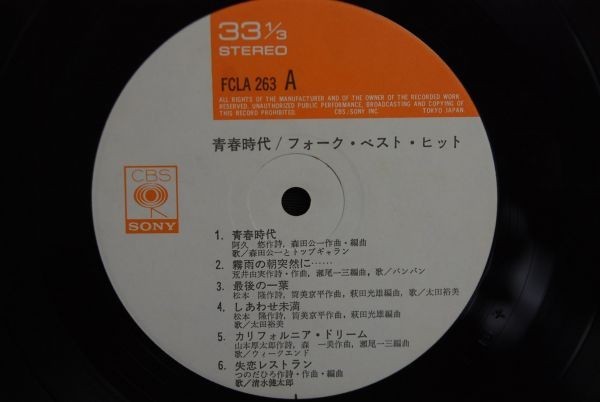 33 1/3
STEREO
FCLA 263 A
ALL RIGHTS OF THE MANUFACTURER AND OF THE OWNER OF THE RECORDED WORK
RESERVED. UNAUTHORIZED PUBLIC PERFORMANCE, BROADCASTING AND COPYING OF
THIS RECORD PROHIBITED. CBS/SONY INC. TOKYO JAPAN.
青春時代/フォーク・ベスト・ヒット
CBS
SONY
1. 青春時代
阿久 悠作詩, 森田公一作曲・編曲
歌/森田公一とトップギャラン
2. 霧雨の朝突然に……
荒井由実作詩・作曲, 瀬尾一三編曲, 歌/バンバン
3. 最後の一葉
松本 隆作詩, 筒美京平作曲, 萩田光雄編曲, 歌/太田裕美
4. しあわせ未満
松本 隆作詩, 筒美京平作曲, 萩田光雄編曲
歌/太田裕美
5. カリフォルニア・ドリーム
山本厚太郎作詩, 森 一美作曲, 瀬尾一三編曲
歌/ウィークエンド
6. 失恋レストラン
つのだひろ作詩・作曲・編曲
歌/清水健太郎